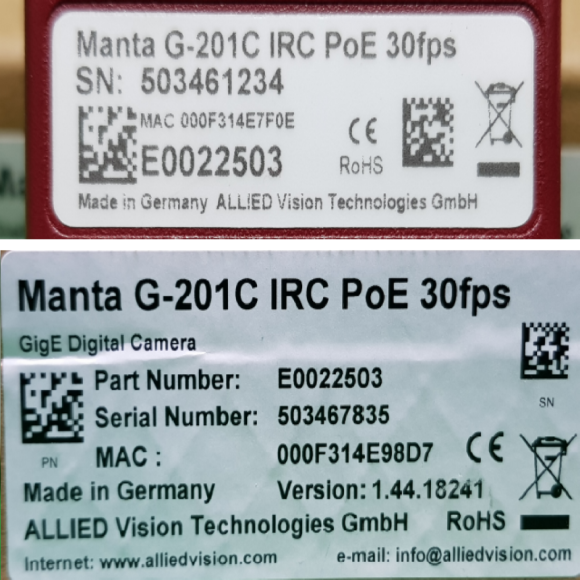 Manta G-201C IRC PoE 30fps
SN: 503461234
MAC 000F314E7F0E
E0022503
CE
RoHS
Made in Germany ALLIED Vision Technologies GmbH
Manta G-201C IRC PoE 30fps
GigE Digital Camera
SN
Part Number: E0022503
Serial Number: 503467835
PN
MAC : 000F314E98D7 CE
Made in Germany Version: 1.44.18241
ALLIED Vision Technologies GmbH RoHS
Internet: www.alliedvision.com e-mail: info@alliedvision.com